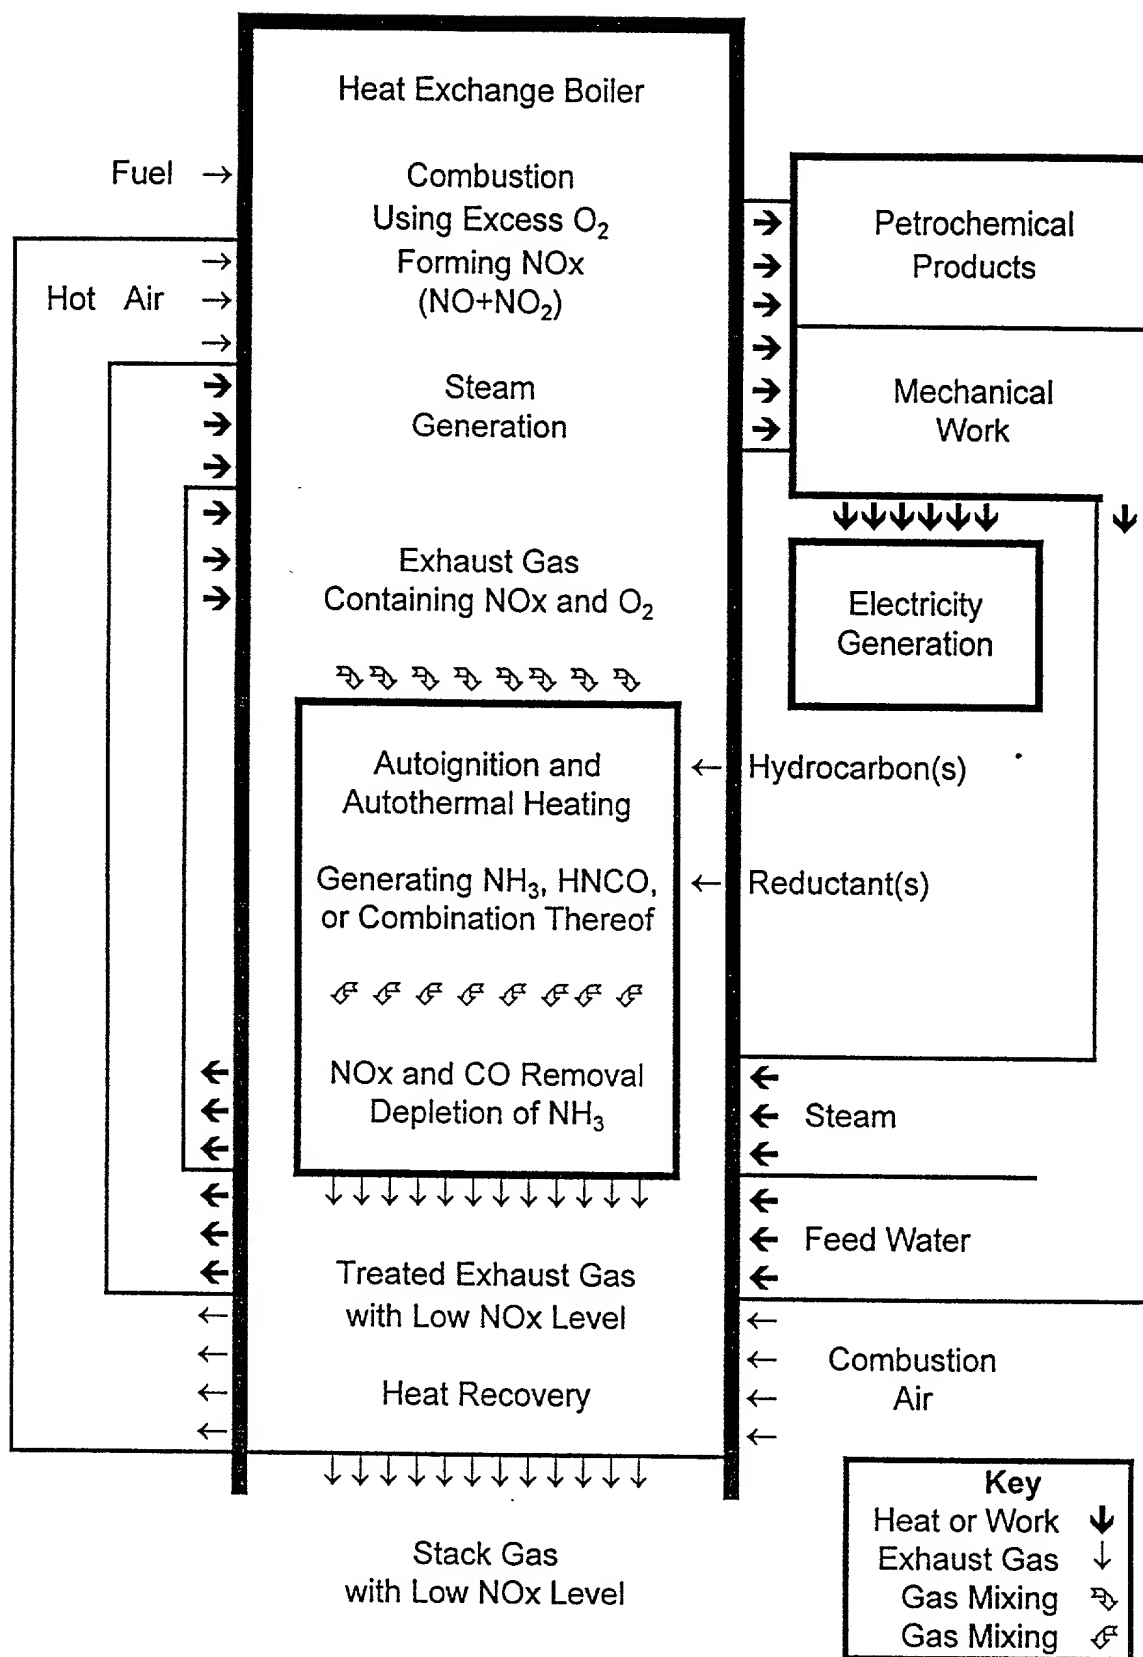 Heat Exchange Boiler
Fuel
Combustion
Using Excess O₂
Forming NOx
(NO+NO₂)
Hot Air
Steam
Generation
Petrochemical
Products
Mechanical
Work
Exhaust Gas
Containing NOx and O₂
Electricity
Generation
Autoignition and
Autothermal Heating
Hydrocarbon(s)
Generating NH₃, HNCO,
or Combination Thereof
Reductant(s)
NOx and CO Removal
Depletion of NH₃
Steam
Feed Water
Treated Exhaust Gas
with Low NOx Level
Combustion
Air
Heat Recovery
Stack Gas
with Low NOx Level
Key
Heat or Work
Exhaust Gas
Gas Mixing
Gas Mixing